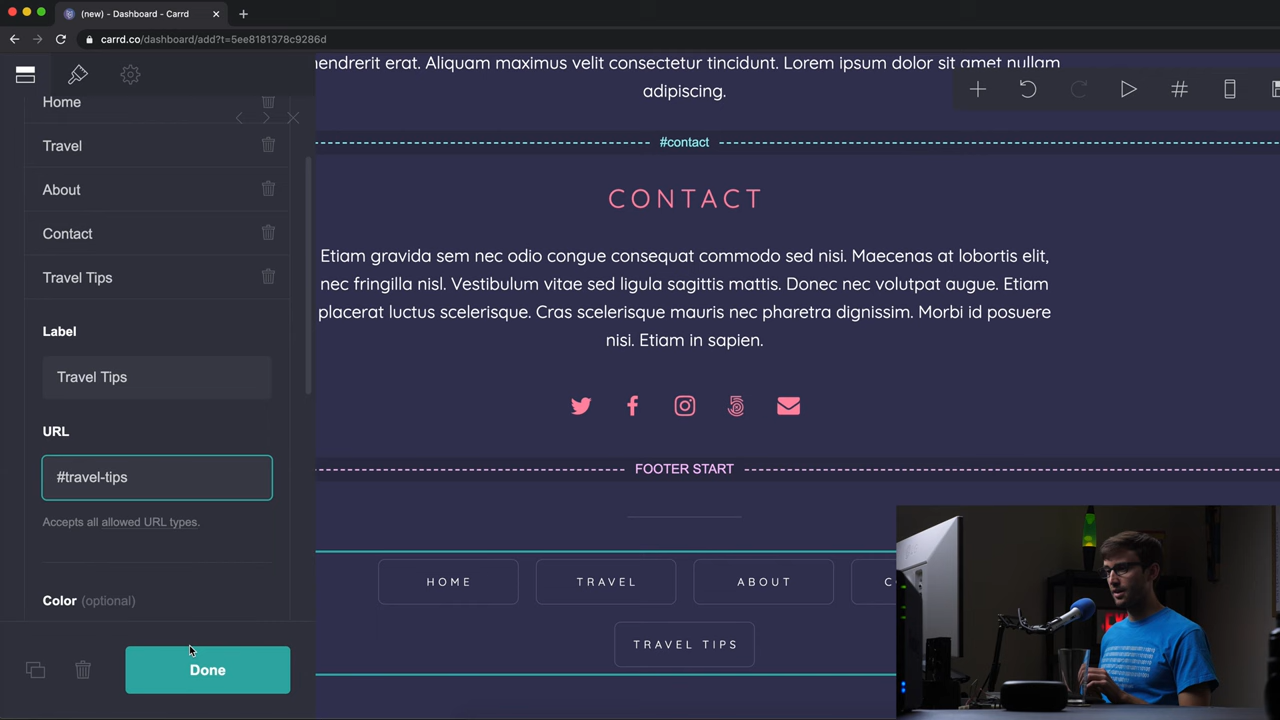 (new) - Dashboard - Carrd
carrd.co/dashboard/add?t=5ee8181378c9286d
Home
Travel
About
Contact
Travel Tips
Label
Travel Tips
URL
#travel-tips
Accepts all allowed URL types.
Color (optional)
Done
hendrerit erat. Aliquam maximus velit consectetur tincidunt. Lorem ipsum dolor sit amet nullam
adipiscing.
#contact
CONTACT
Etiam gravida sem nec odio congue consequat commodo sed nisi. Maecenas at lobortis elit,
nec fringilla nisl. Vestibulum vitae sed ligula sagittis mattis. Donec nec volutpat augue. Etiam
placerat luctus scelerisque. Cras scelerisque mauris nec pharetra dignissim. Morbi id posuere
nisi. Etiam in sapien.
FOOTER START
HOME
TRAVEL
ABOUT
C
TRAVEL TIPS